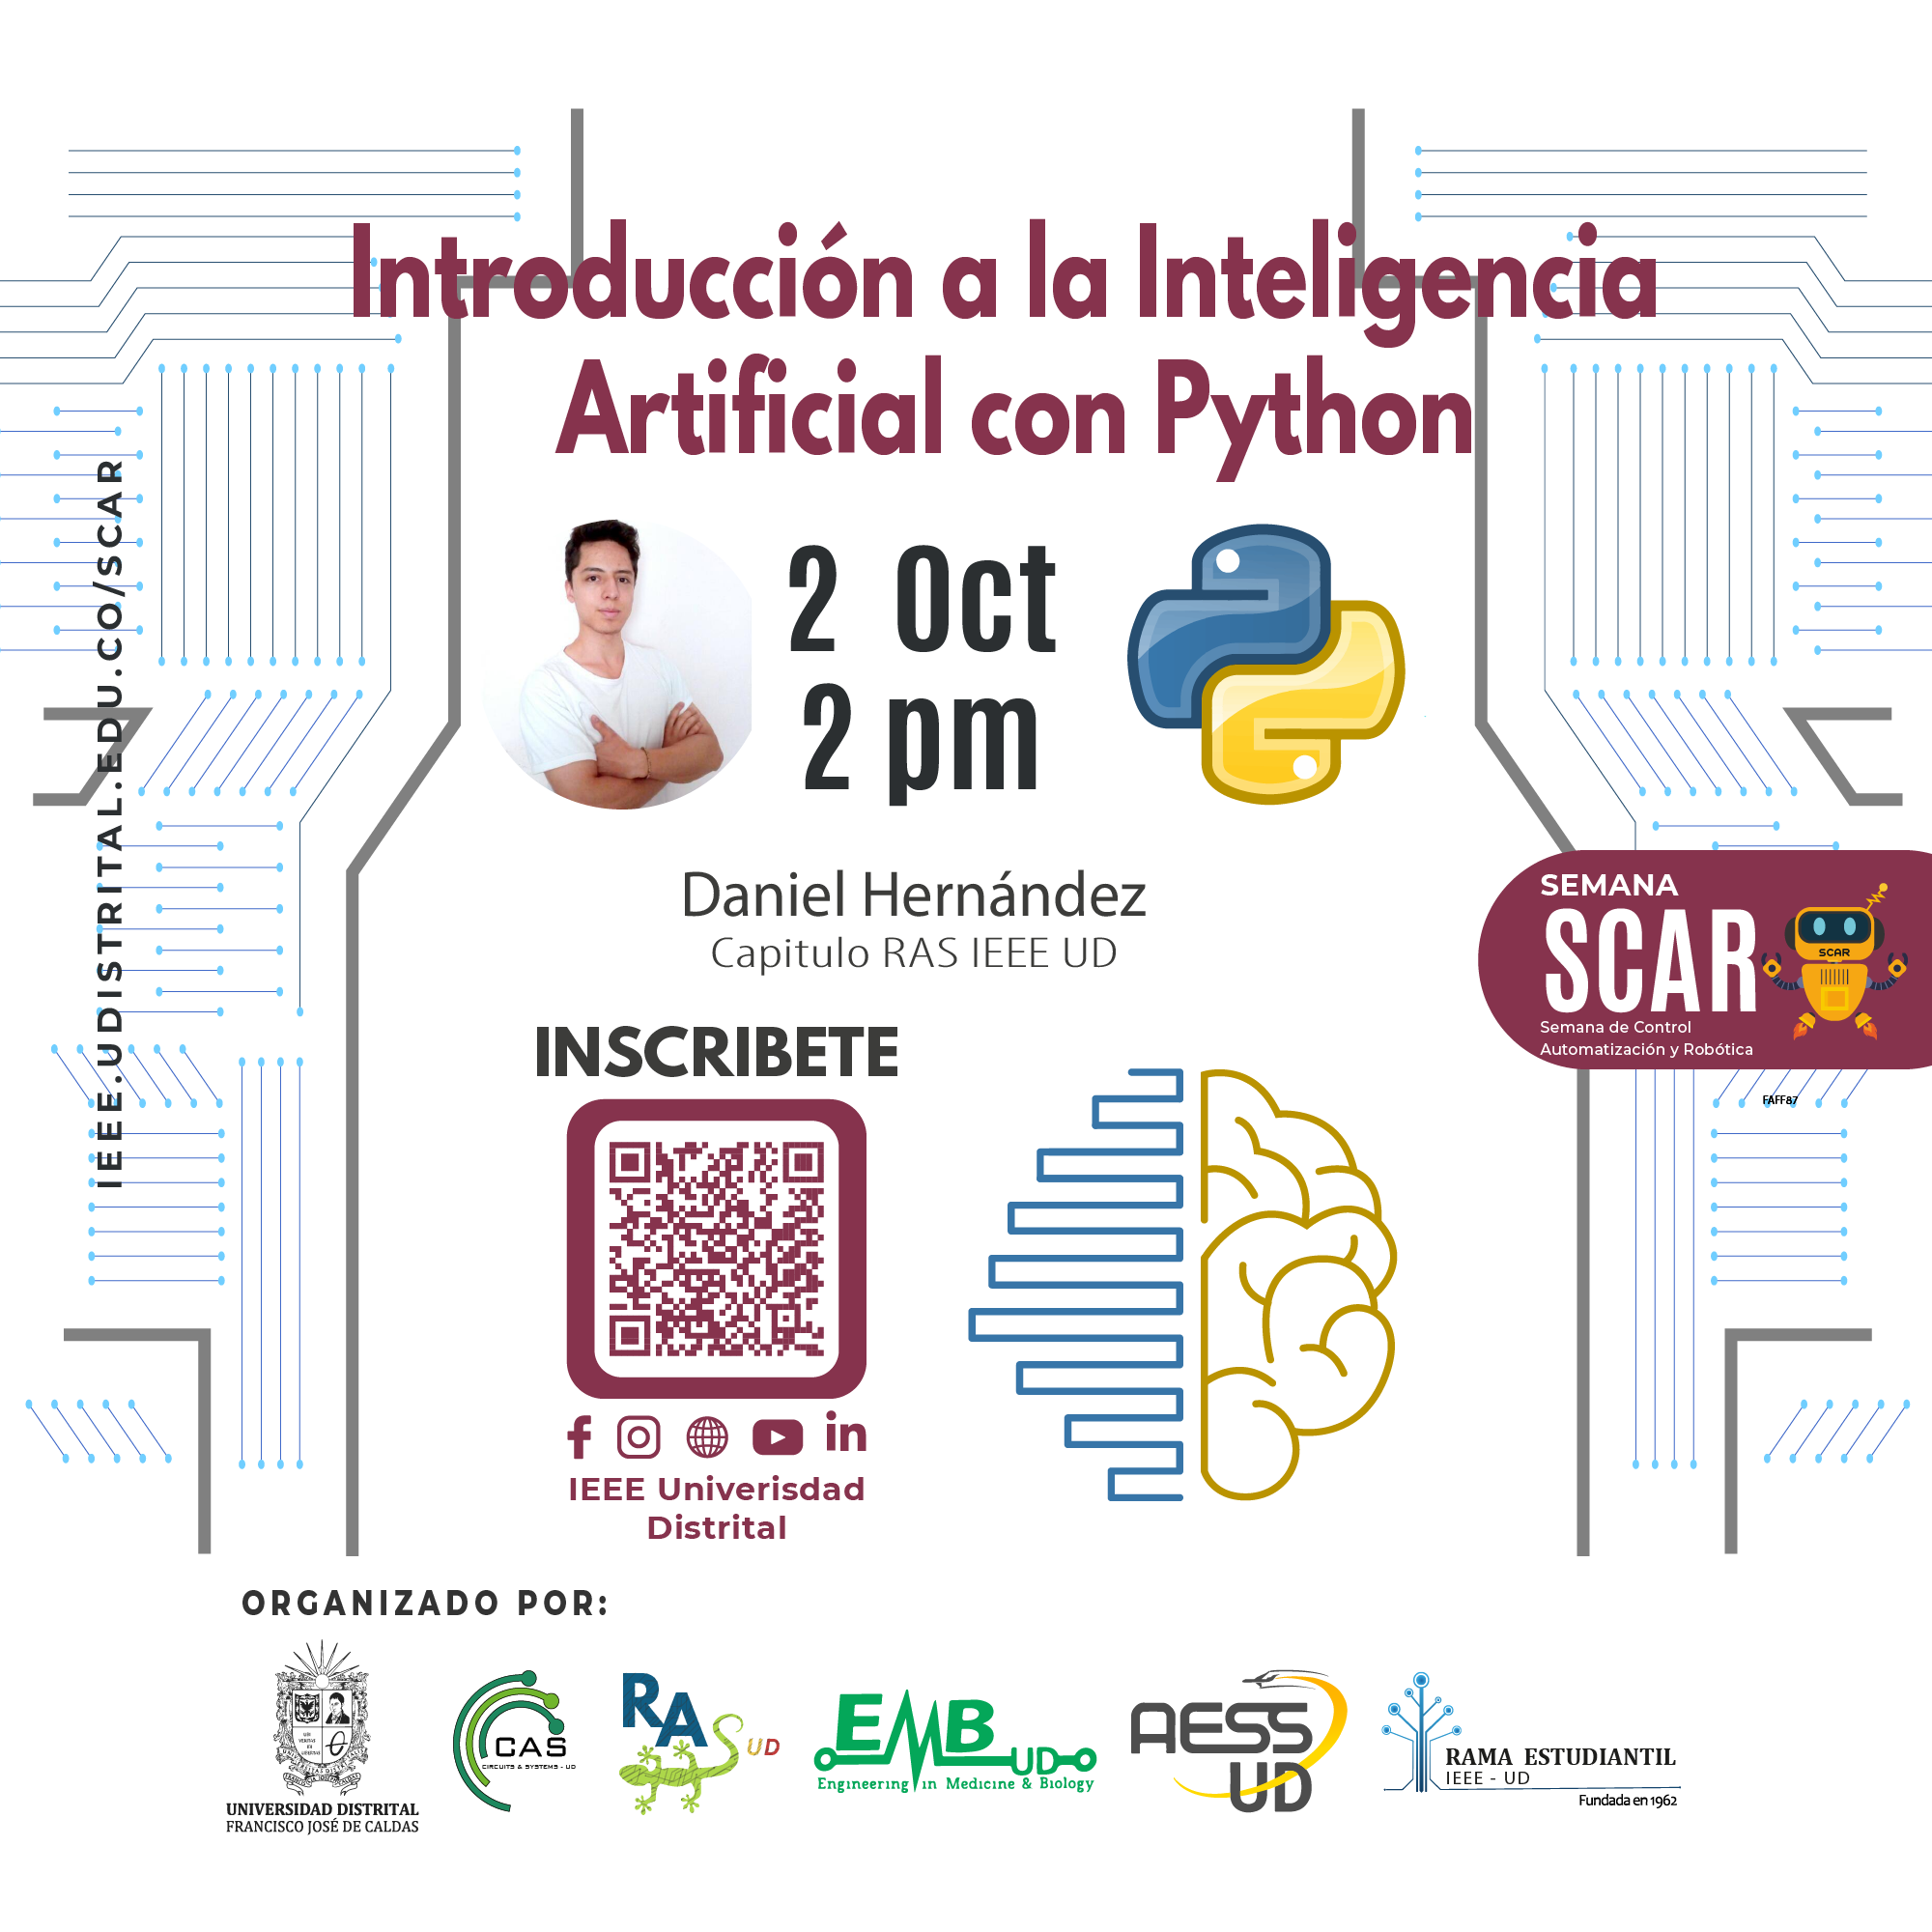 Introducción a la Inteligencia
Artificial con Python
2 Oct
2 pm
Daniel Hernández
Capitulo RAS IEEE UD
IEEE.UDISTRITAL.EDU.CO/SCAR
SEMANA
SCAR
SCAR
Semana de Control
Automatización y Robótica
FAFF87
INSCRIBETE
IEEE Univerisdad
Distrital
ORGANIZADO POR:
UNIVERSIDAD DISTRITAL
FRANCISCO JOSÉ DE CALDAS
CAS
CIRCUITS & SYSTEMS - UD
RAS UD
EMB UD
Engineering in Medicine & Biology
AESS
UD
RAMA ESTUDIANTIL
IEEE - UD
Fundada en 1962